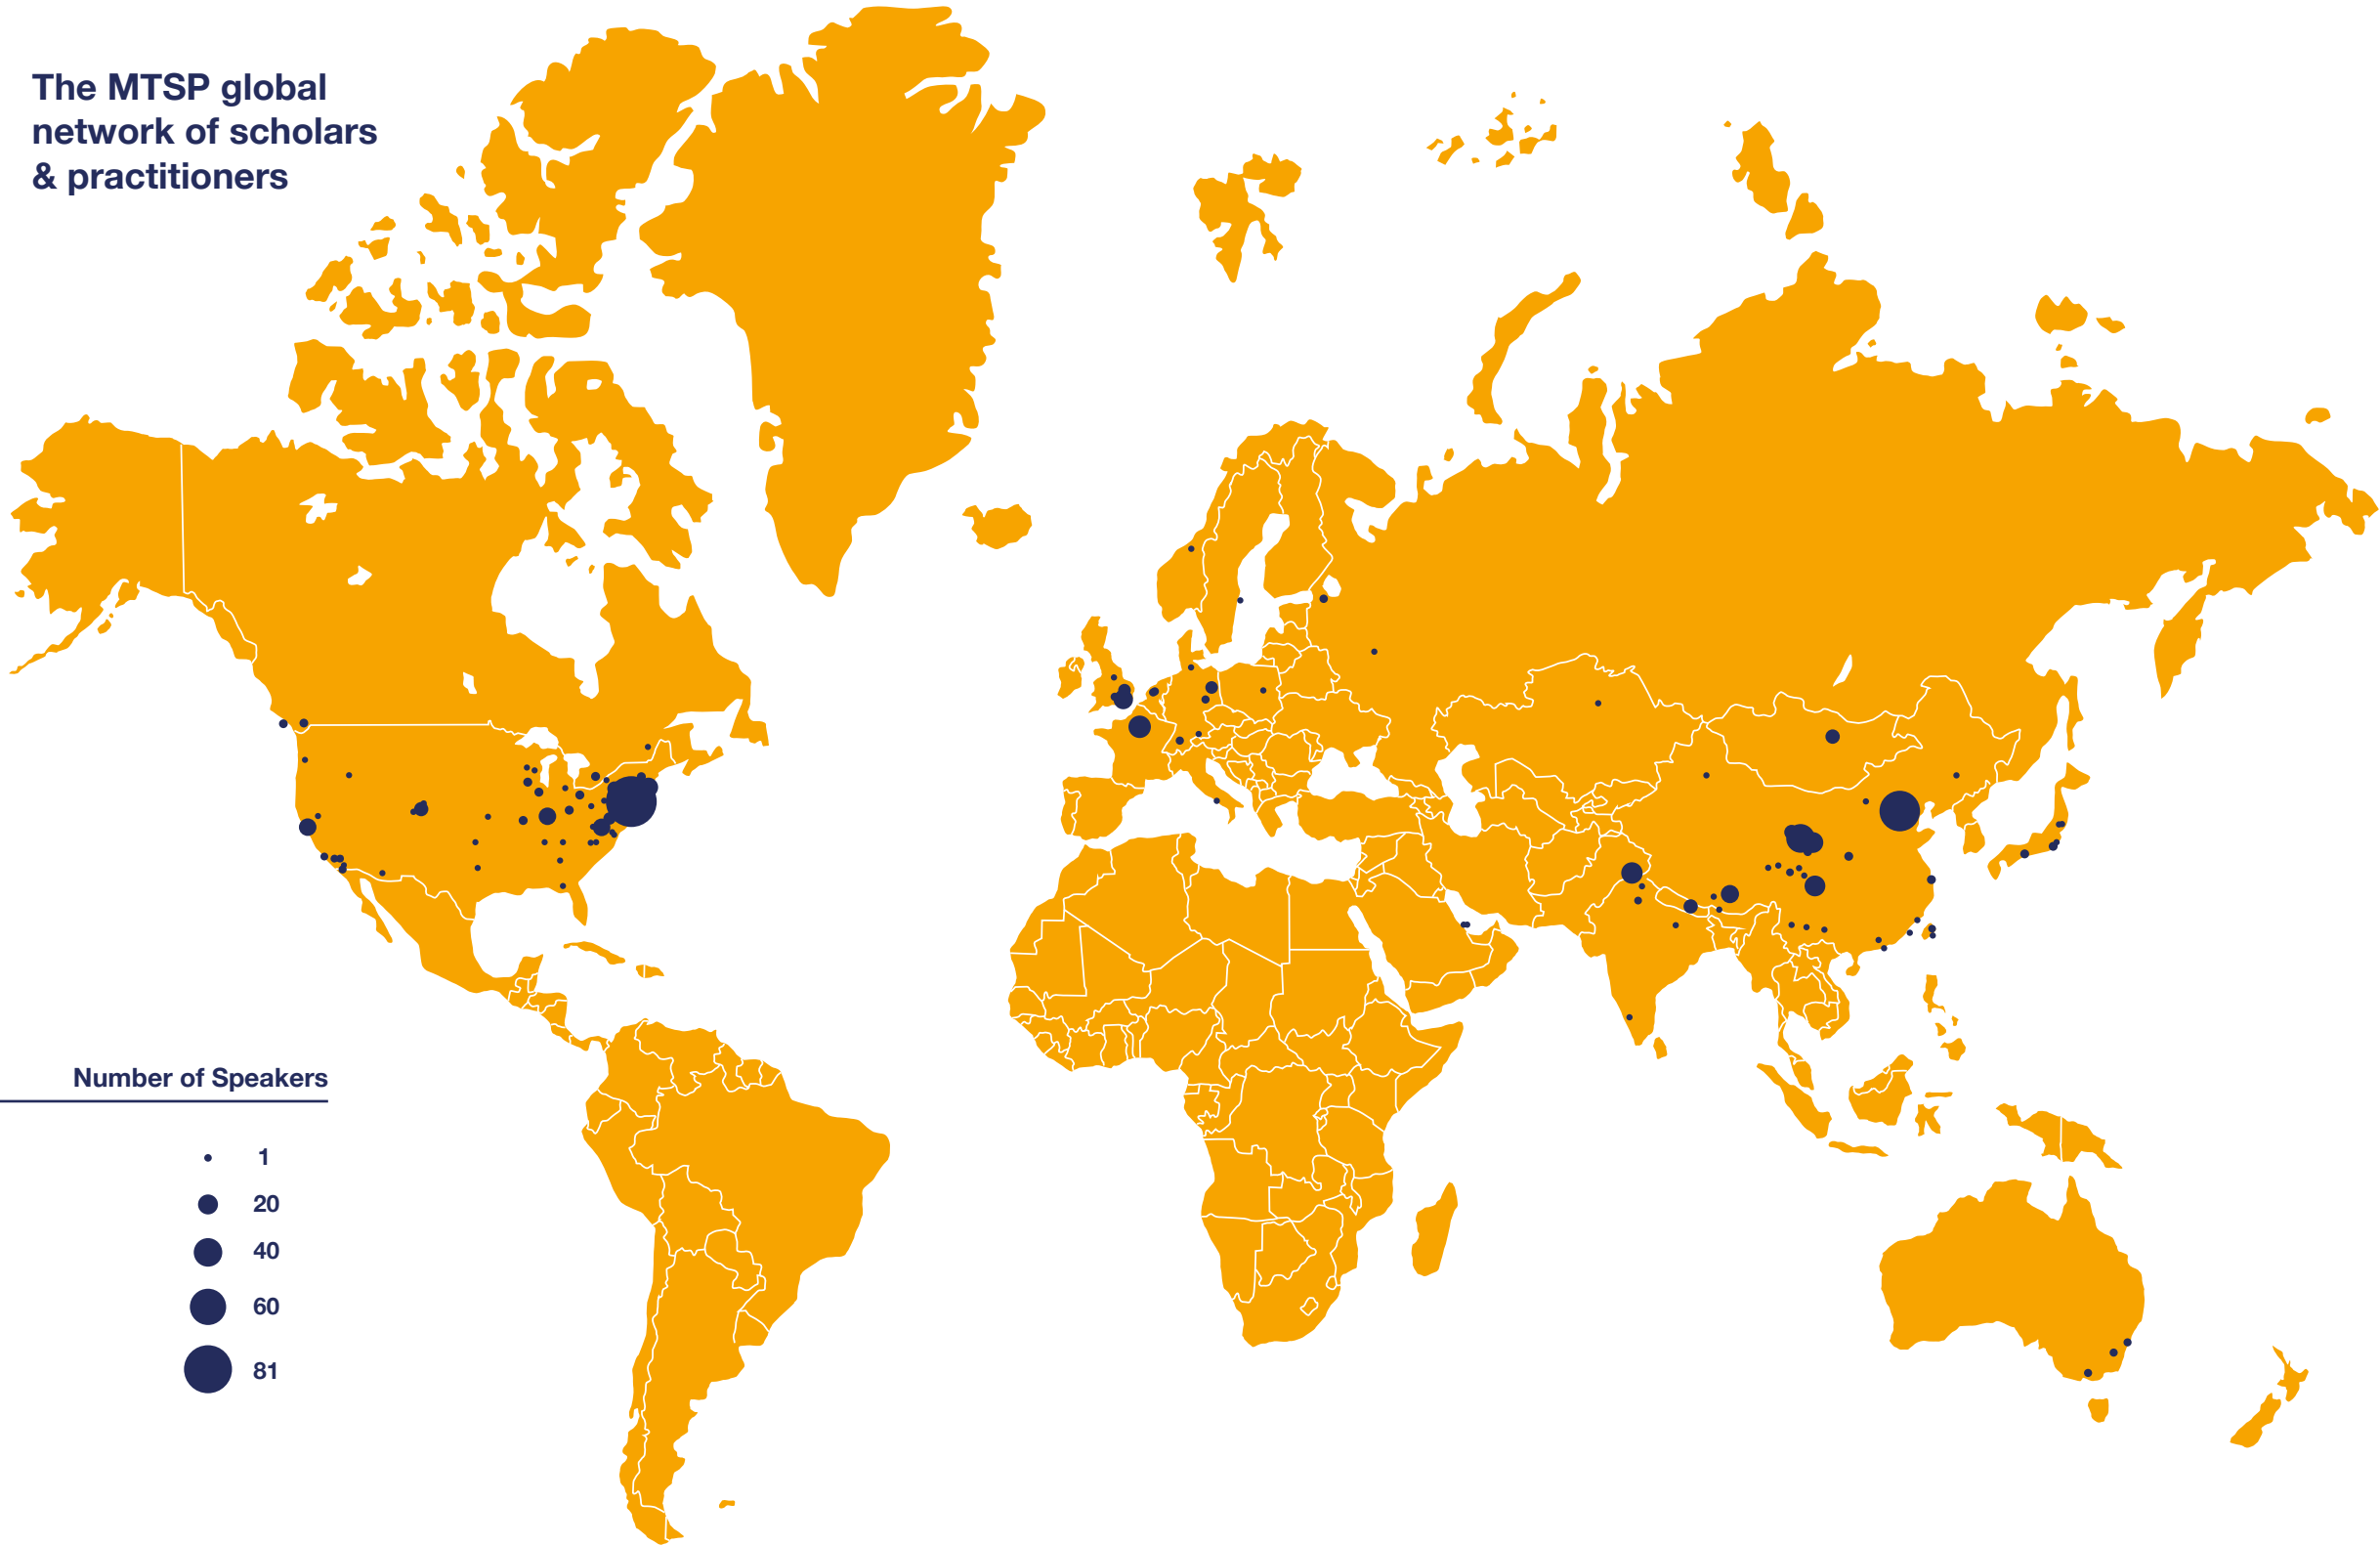 The MTSP global
network of scholars
& practitioners
Number of Speakers
1
20
40
60
81